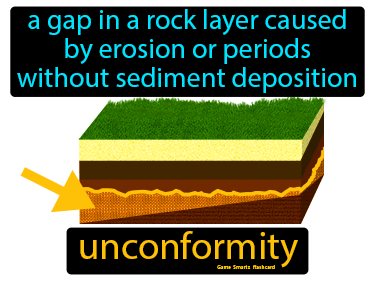 a gap in a rock layer caused
by erosion or periods
without sediment deposition
unconformity
Game Smartz Flashcard